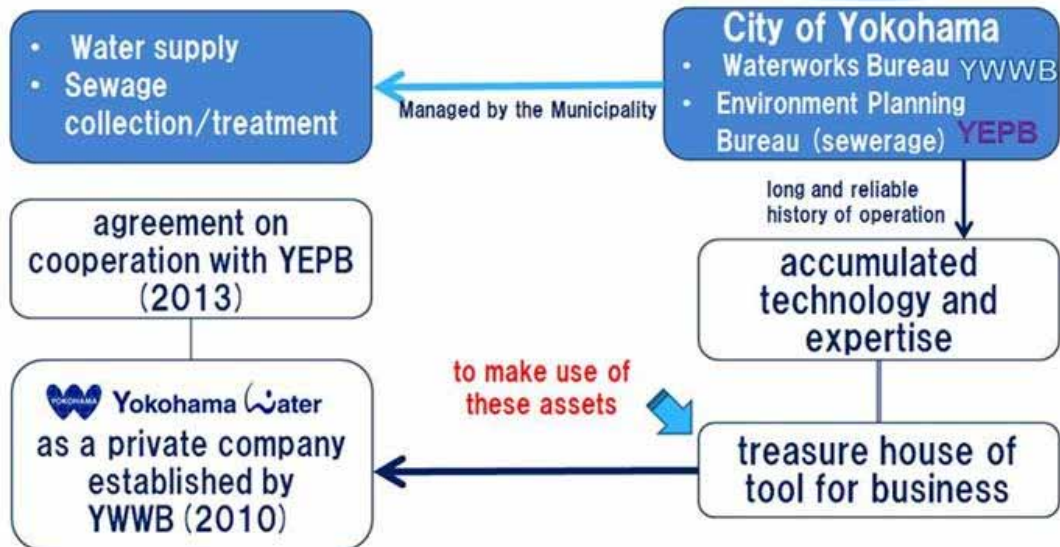 • Water supply
• Sewage
collection/treatment
Managed by the Municipality
City of Yokohama
• Waterworks Bureau YWWB
• Environment Planning
Bureau (sewerage) YEPB
long and reliable
history of operation
agreement on
cooperation with YEPB
(2013)
accumulated
technology and
expertise
to make use of
these assets
YOKOHAMA Yokohama Water
as a private company
established by
YWWB (2010)
treasure house of
tool for business